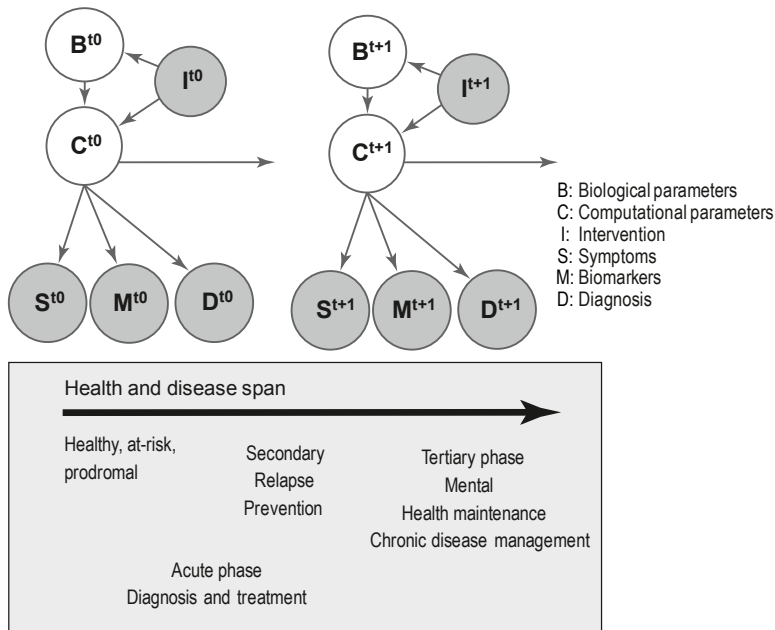 B^t0
I^t0
C^t0
S^t0
M^t0
D^t0
B^t+1
I^t+1
C^t+1
S^t+1
M^t+1
D^t+1
B: Biological parameters
C: Computational parameters
I: Intervention
S: Symptoms
M: Biomarkers
D: Diagnosis
Health and disease span
Healthy, at-risk,
prodromal
Secondary
Relapse
Prevention
Tertiary phase
Mental
Health maintenance
Chronic disease management
Acute phase
Diagnosis and treatment